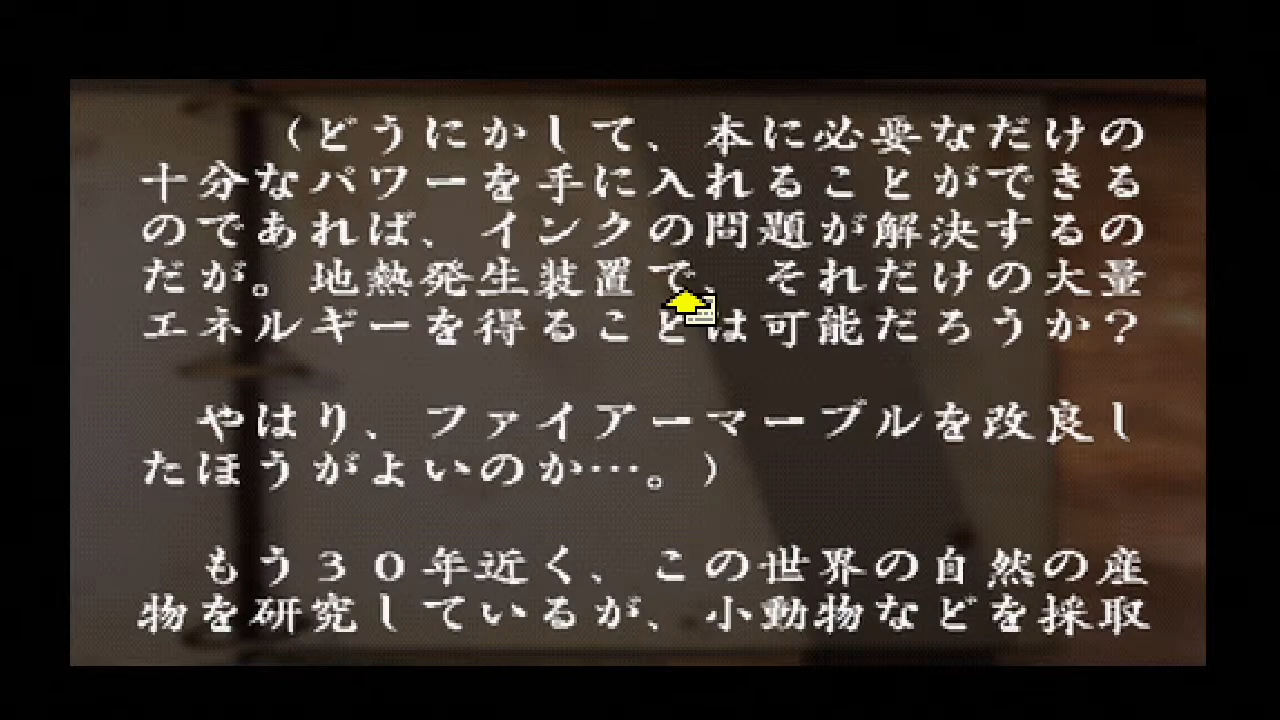 （どうにかして、本に必要なだけの
十分なパワーを手に入れることができる
のであれば、インクの問題が解決するの
だが。地熱発生装置で、それだけの大量
エネルギーを得ることは可能だろうか？
やはり、ファイアーマーブルを改良し
たほうがよいのか…。）
もう３０年近く、この世界の自然の産
物を研究しているが、小動物などを採取